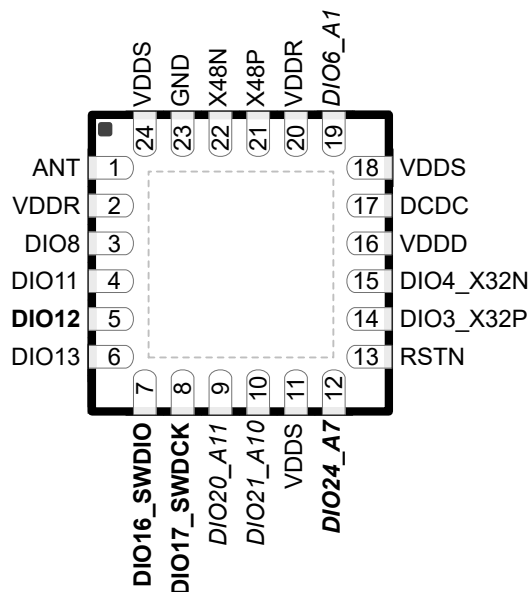 VDDS
GND
X48N
X48P
VDDR
DIO6_A1
24
23
22
21
20
19
ANT 1
VDDR 2
DIO8 3
DIO11 4
DIO12 5
DIO13 6
18 VDDS
17 DCDC
16 VDDD
15 DIO4_X32N
14 DIO3_X32P
13 RSTN
7
8
9
10
11
12
DIO16_SWDIO
DIO17_SWDCK
DIO20_A11
DIO21_A10
VDDS
DIO24_A7